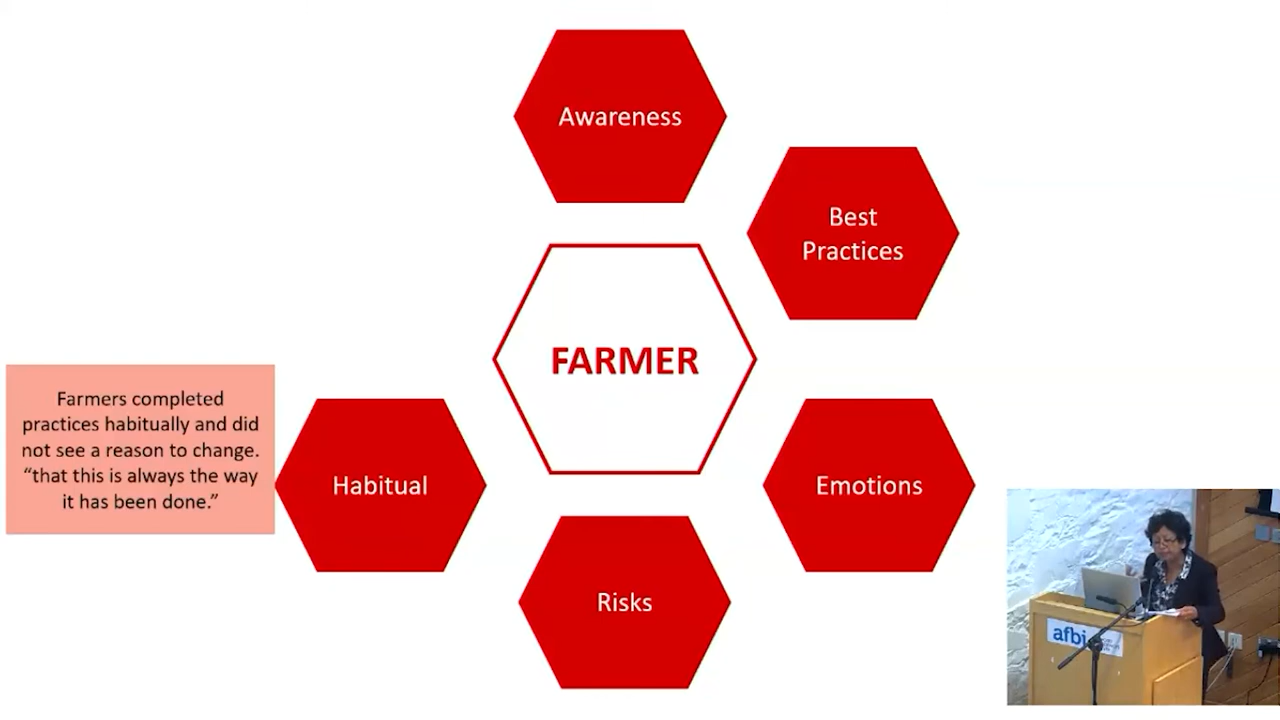 Awareness
Best
Practices
FARMER
Farmers completed
practices habitually and did
not see a reason to change.
“that this is always the way
it has been done.”
Habitual
Emotions
Risks
afbi